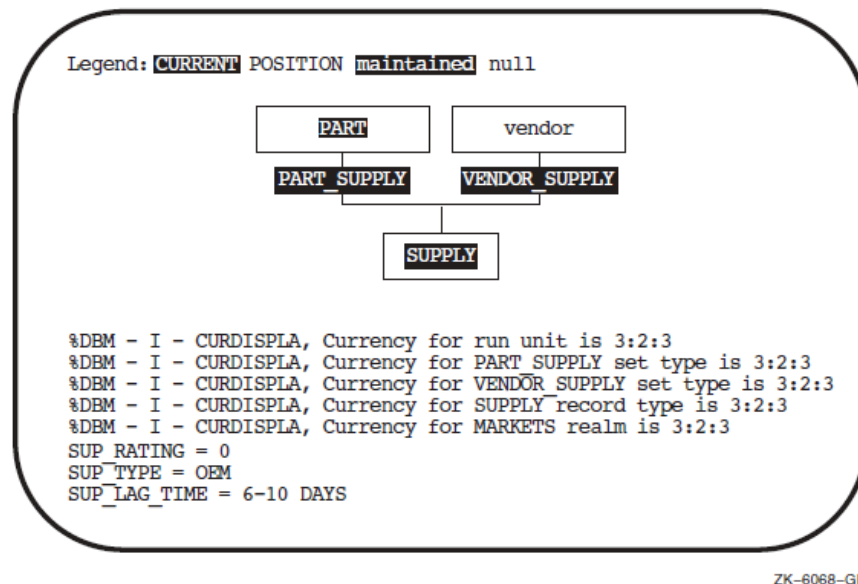 Legend: CURRENT POSITION maintained null
PART vendor
PART_SUPPLY VENDOR_SUPPLY
SUPPLY
%DBM - I - CURDISPLA, Currency for run unit is 3:2:3
%DBM - I - CURDISPLA, Currency for PART_SUPPLY set type is 3:2:3
%DBM - I - CURDISPLA, Currency for VENDOR_SUPPLY set type is 3:2:3
%DBM - I - CURDISPLA, Currency for SUPPLY record type is 3:2:3
%DBM - I - CURDISPLA, Currency for MARKETS realm is 3:2:3
SUP_RATING = 0
SUP_TYPE = OEM
SUP_LAG_TIME = 6-10 DAYS